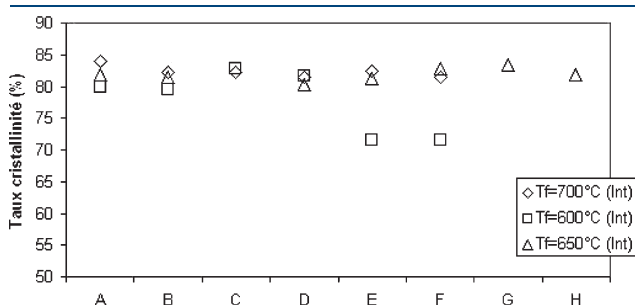 90
85
80
75
70
65
60
55
50
Taux cristallinité (%)
A B C D E F G H
Tf=700°C (Int)
Tf=600°C (Int)
Tf=650°C (Int)